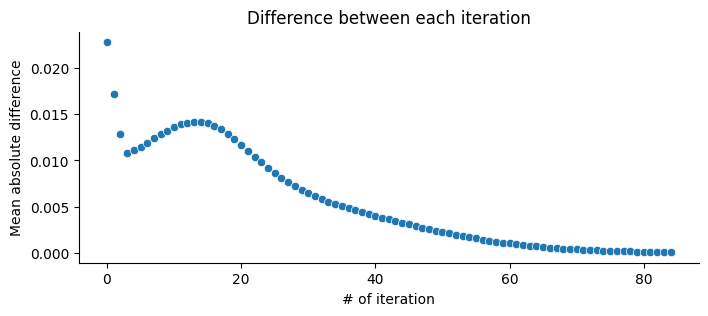 Difference between each iteration
Mean absolute difference
0.020
0.015
0.010
0.005
0.000
0 20 40 60 80
# of iteration